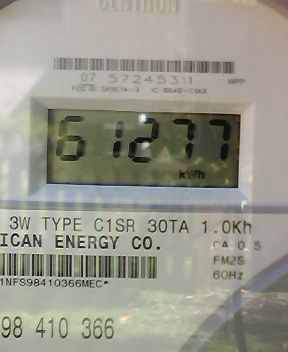 CENTRON
07 57245311
61277
kWh
3W TYPE C1SR 30TA 1.0Kh
ICAN ENERGY CO.
CA 0.5
FM2S
60Hz
1NFS98410366MEC*
98 410 366